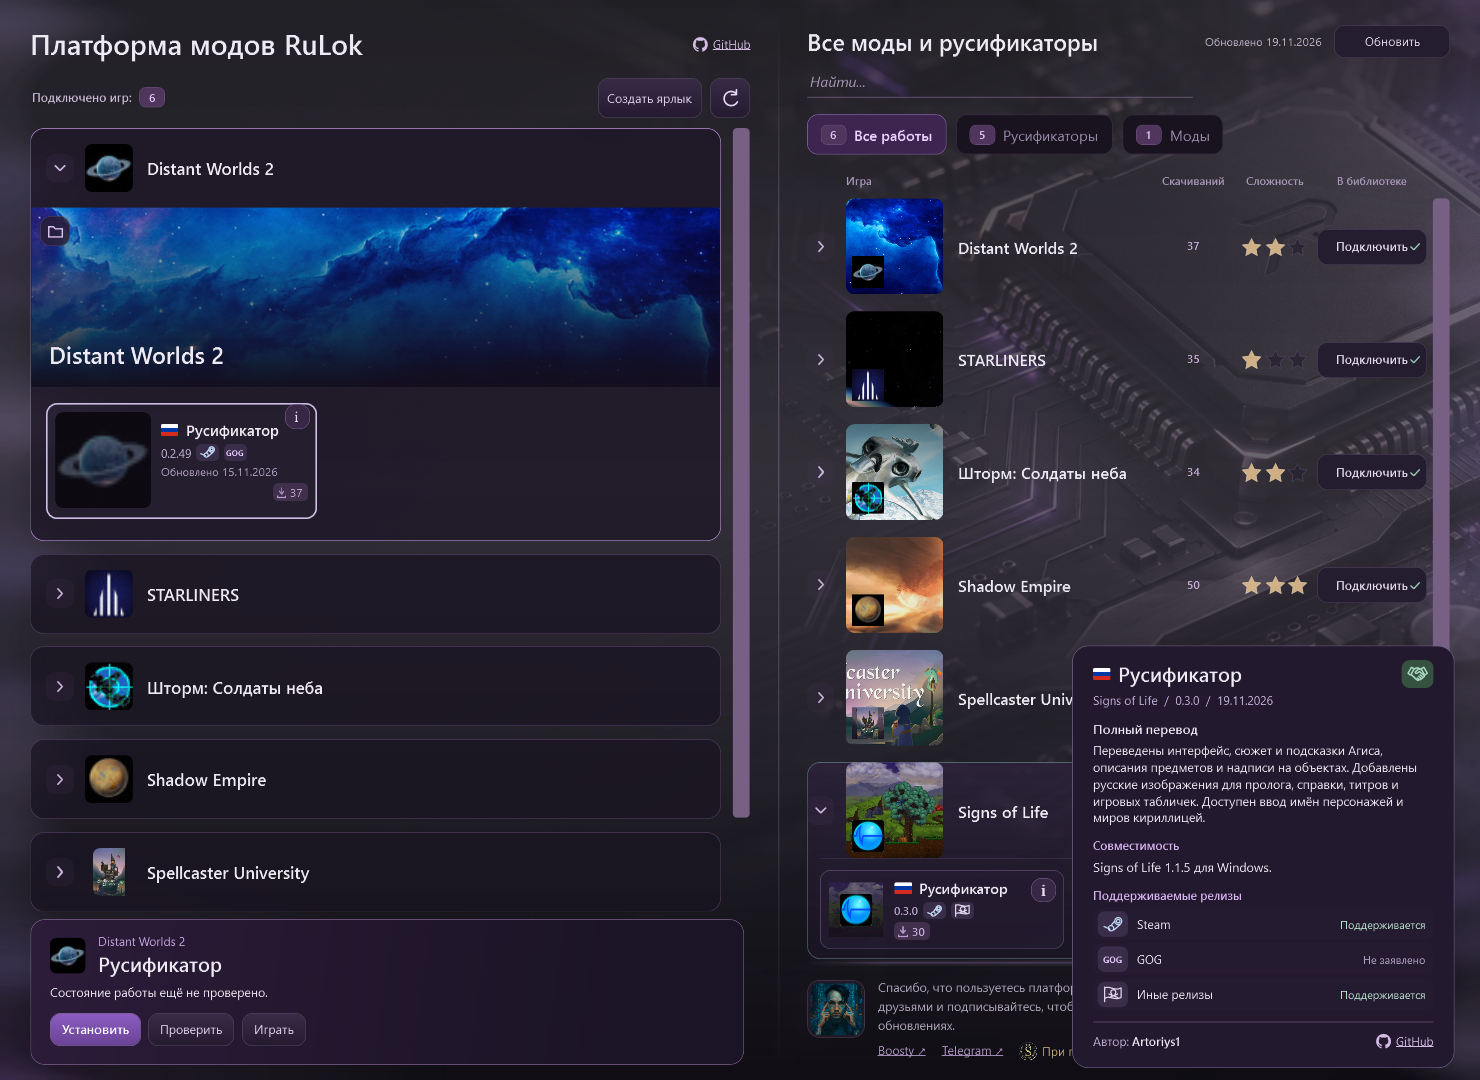 Платформа модов RuLok
GitHub
Подключено игр: 6
Создать ярлык
Distant Worlds 2
Distant Worlds 2
Русификатор
i
0.2.49 GOG
Обновлено 15.11.2026
37
STARLINERS
Шторм: Солдаты неба
Shadow Empire
Spellcaster University
Distant Worlds 2
Русификатор
Состояние работы ещё не проверено.
Установить Проверить Играть
Все моды и русификаторы
Обновлено 19.11.2026
Обновить
Найти...
6 Все работы
5 Русификаторы
1 Моды
Игра Скачиваний Сложность В библиотеке
Distant Worlds 2 37 Подключить
STARLINERS 35 Подключить
Шторм: Солдаты неба 34 Подключить
Shadow Empire 50 Подключить
caster
niversity
Spellcaster Univ
Signs of Life
Русификатор
i
0.3.0
30
Спасибо, что пользуетесь платфор
друзьями и подписывайтесь, чтоб
обновлениях.
Boosty Telegram При п
Русификатор
Signs of Life / 0.3.0 / 19.11.2026
Полный перевод
Переведены интерфейс, сюжет и подсказки Агиса,
описания предметов и надписи на объектах. Добавлены
русские изображения для пролога, справки, титров и
игровых табличек. Доступен ввод имён персонажей и
миров кириллицей.
Совместимость
Signs of Life 1.1.5 для Windows.
Поддерживаемые релизы
Steam Поддерживается
GOG GOG Не заявлено
Иные релизы Поддерживается
Автор: Artoriys1
GitHub